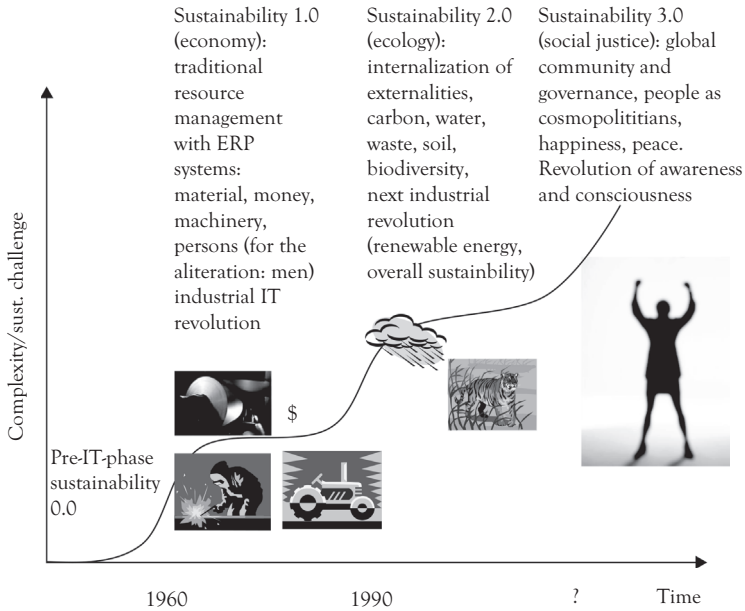 Sustainability 1.0
(economy):
traditional
resource
management
with ERP
systems:
material, money,
machinery,
persons (for the
aliteration: men)
industrial IT
revolution
Sustainability 2.0
(ecology):
internalization of
externalities,
carbon, water,
waste, soil,
biodiversity,
next industrial
revolution
(renewable energy,
overall sustainbility)
Sustainability 3.0
(social justice): global
community and
governance, people as
cosmopolititians,
happiness, peace.
Revolution of awareness
and consciousness
Complexity/sust. challenge
$
Pre-IT-phase
sustainability
0.0
1960
1990
?
Time